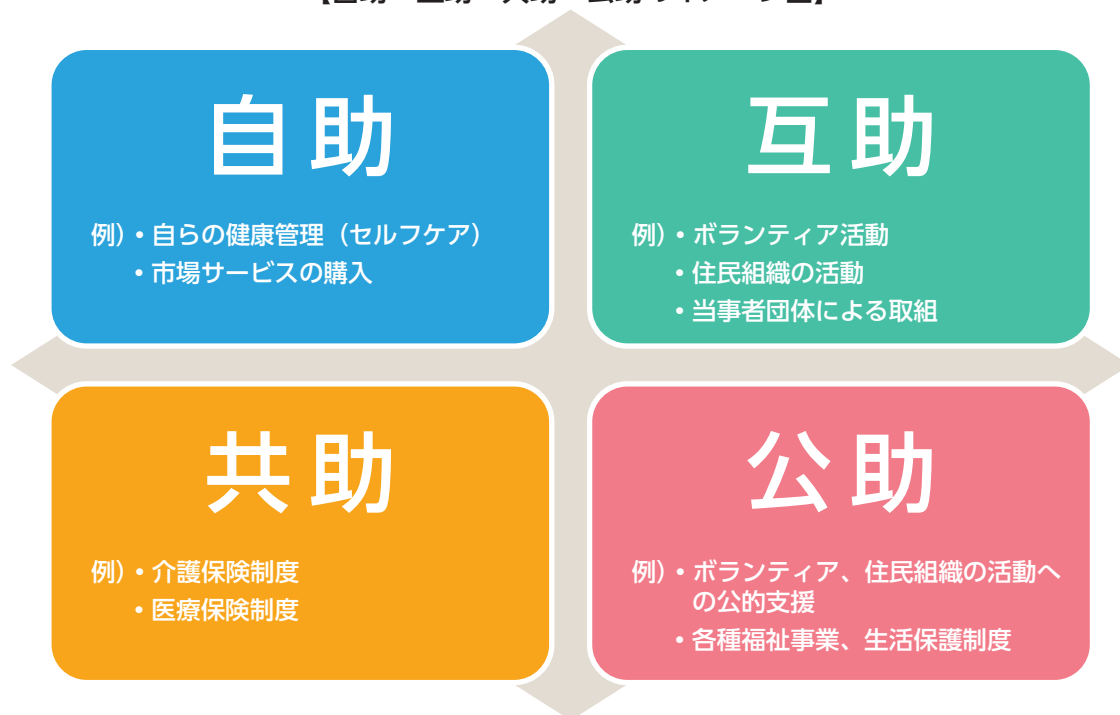 自助
例）・自らの健康管理（セルフケア）
・市場サービスの購入
互助
例）・ボランティア活動
・住民組織の活動
・当事者団体による取組
共助
例）・介護保険制度
・医療保険制度
公助
例）・ボランティア、住民組織の活動へ
の公的支援
・各種福祉事業、生活保護制度